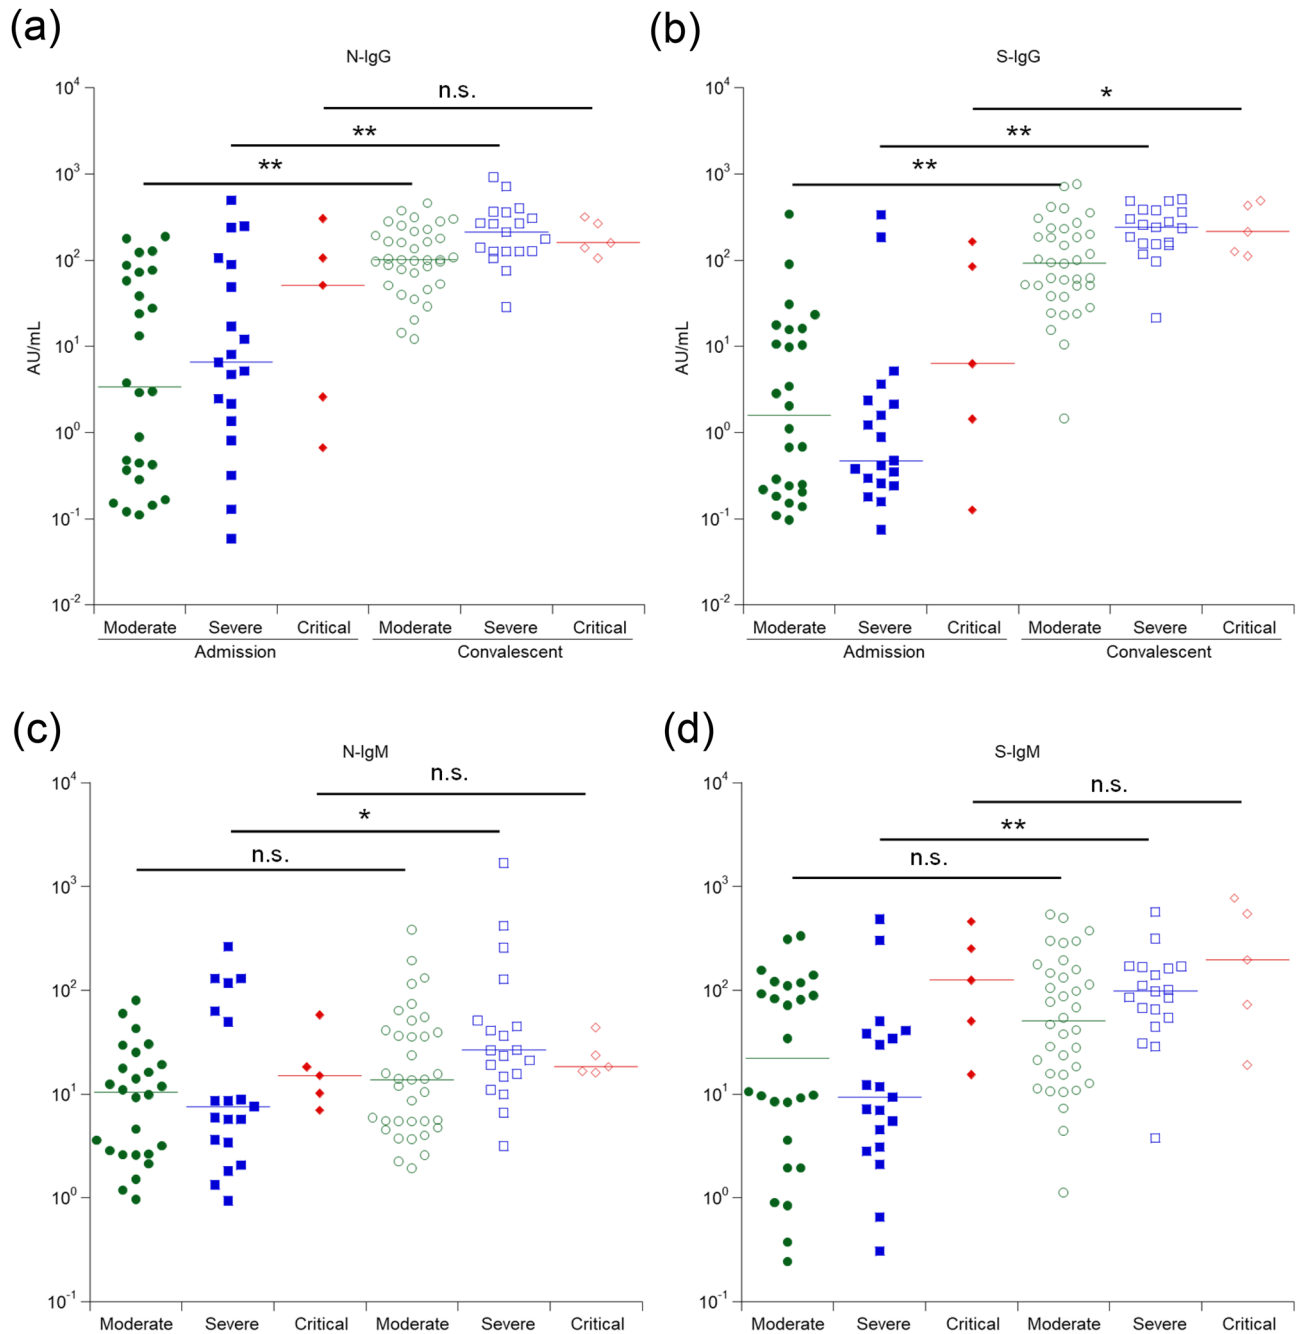 (a)
N-IgG
10^4
10^3
10^2
10^1
10^0
10^-1
10^-2
AU/mL
n.s.
**
**
Moderate Severe Critical Moderate Severe Critical
Admission Convalescent
(b)
S-IgG
10^4
10^3
10^2
10^1
10^0
10^-1
10^-2
AU/mL
*
**
**
Moderate Severe Critical Moderate Severe Critical
Admission Convalescent
(c)
N-IgM
10^4
10^3
10^2
10^1
10^0
10^-1
n.s.
*
n.s.
Moderate Severe Critical Moderate Severe Critical
(d)
S-IgM
10^4
10^3
10^2
10^1
10^0
10^-1
n.s.
**
n.s.
Moderate Severe Critical Moderate Severe Critical